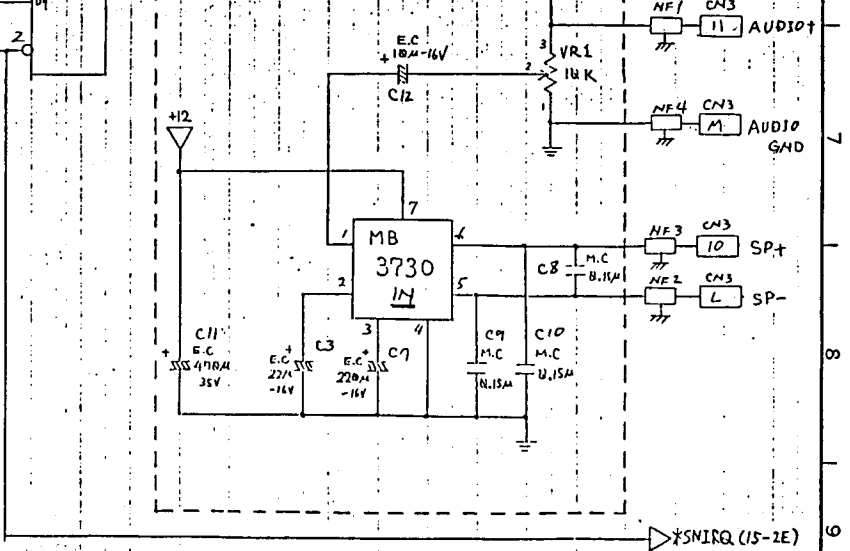 2
NF1
CN3
11
AUDIO+
E.C
10μ-16V
+
C12
3
2
1
VR1
10K
NF4
CN3
M
AUDIO
GND
7
+12
7
1
MB
3730
1N
6
2
5
3
4
NF3
CN3
10
SP+
C8
M.C
0.15μ
NF2
CN3
L
SP-
C11
+ E.C
470μ
35V
C3
+
E.C
22μ
-16V
C7
E.C +
220μ
-16V
C9
M.C
0.15μ
C10
M.C
0.15μ
8
9
*SNIRQ (15-2E)